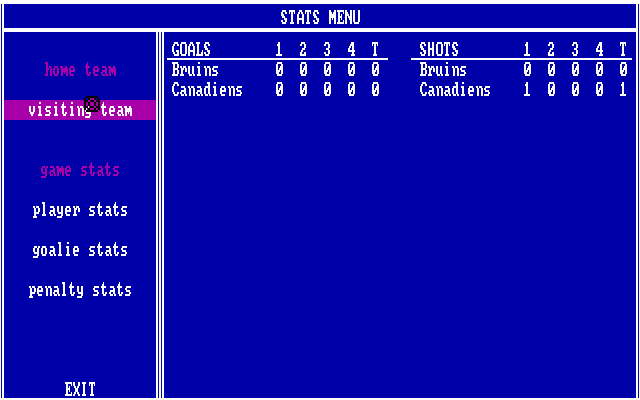 STATS MENU
home team
visiting team
game stats
player stats
goalie stats
penalty stats
EXIT
GOALS 1 2 3 4 T
Bruins 0 0 0 0 0
Canadiens 0 0 0 0 0
SHOTS 1 2 3 4 T
Bruins 0 0 0 0 0
Canadiens 1 0 0 0 1